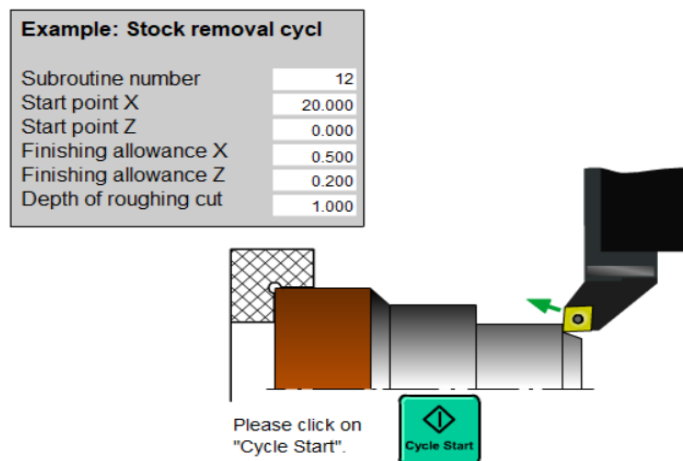 Example: Stock removal cycl
Subroutine number 12
Start point X 20.000
Start point Z 0.000
Finishing allowance X 0.500
Finishing allowance Z 0.200
Depth of roughing cut 1.000
Please click on
"Cycle Start".
Cycle Start